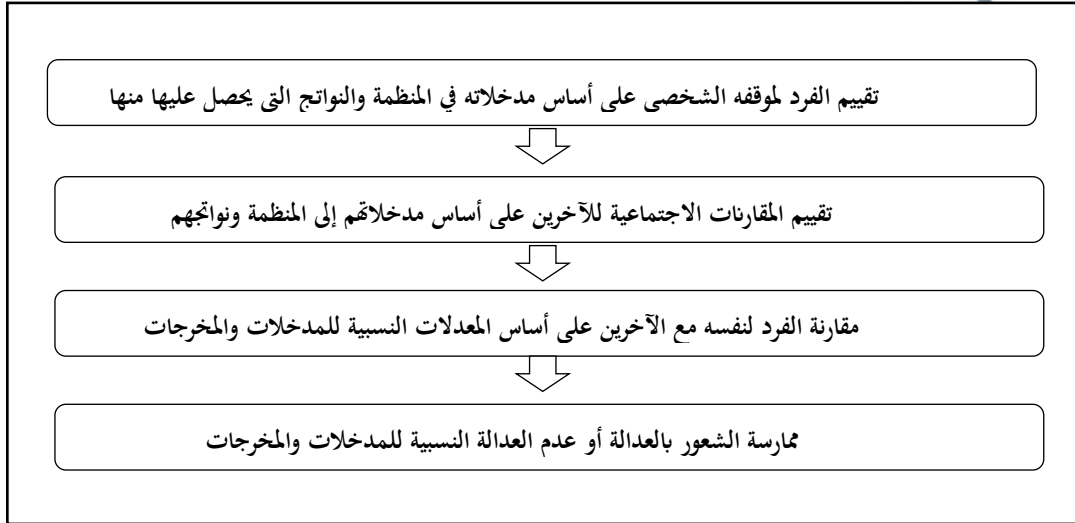 تقييم الفرد لموقفه الشخصى على أساس مدخلاته في المنظمة والنواتج التى يحصل عليها منها
تقييم المقارنات الاجتماعية للآخرين على أساس مدخلاتهم إلى المنظمة ونواتجهم
مقارنة الفرد لنفسه مع الآخرين على أساس المعدلات النسبية للمدخلات والمخرجات
ممارسة الشعور بالعدالة أو عدم العدالة النسبية للمدخلات والمخرجات